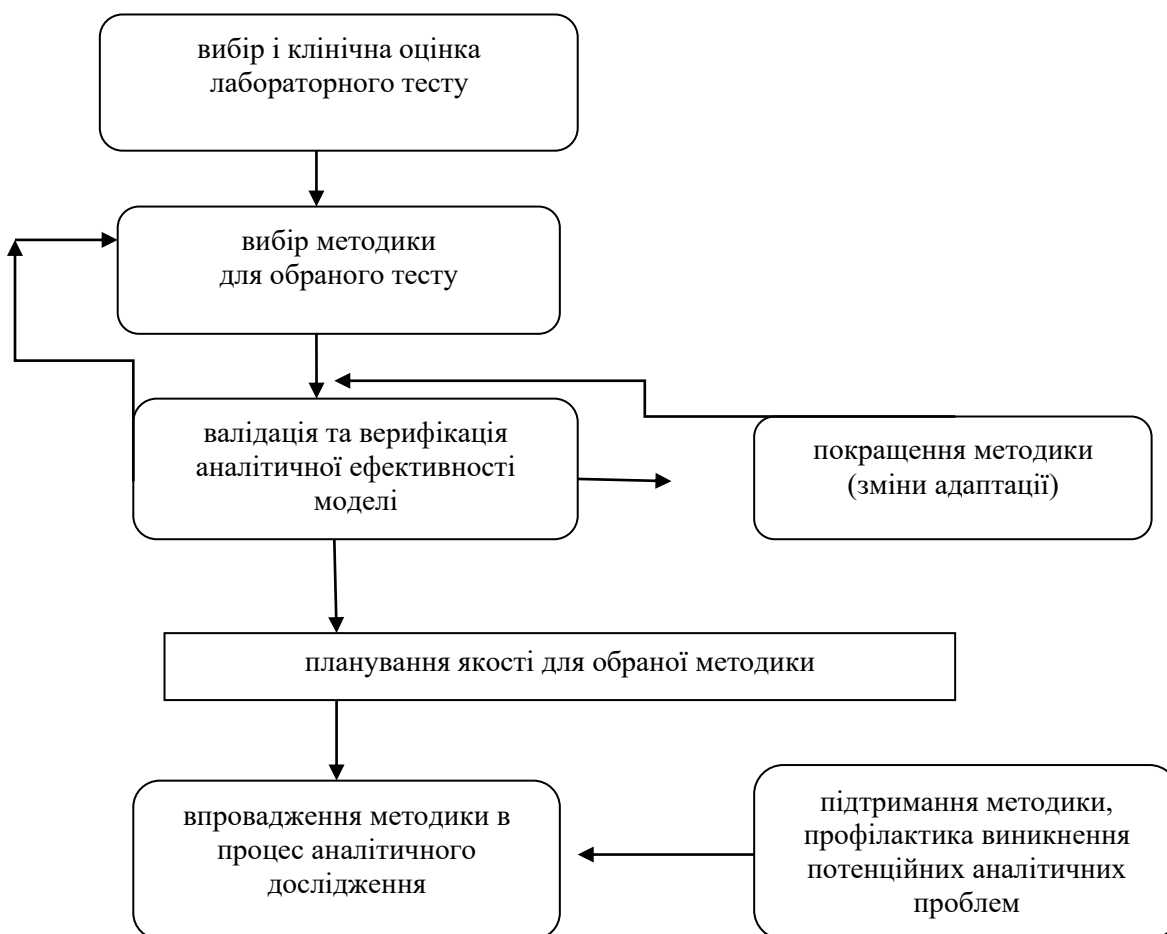 вибір і клінічна оцінка
лабораторного тесту
вибір методики
для обраного тесту
валідація та верифікація
аналітичної ефективності
моделі
покращення методики
(зміни адаптації)
планування якості для обраної методики
впровадження методики в
процес аналітичного
дослідження
підтримання методики,
профілактика виникнення
потенційних аналітичних
проблем